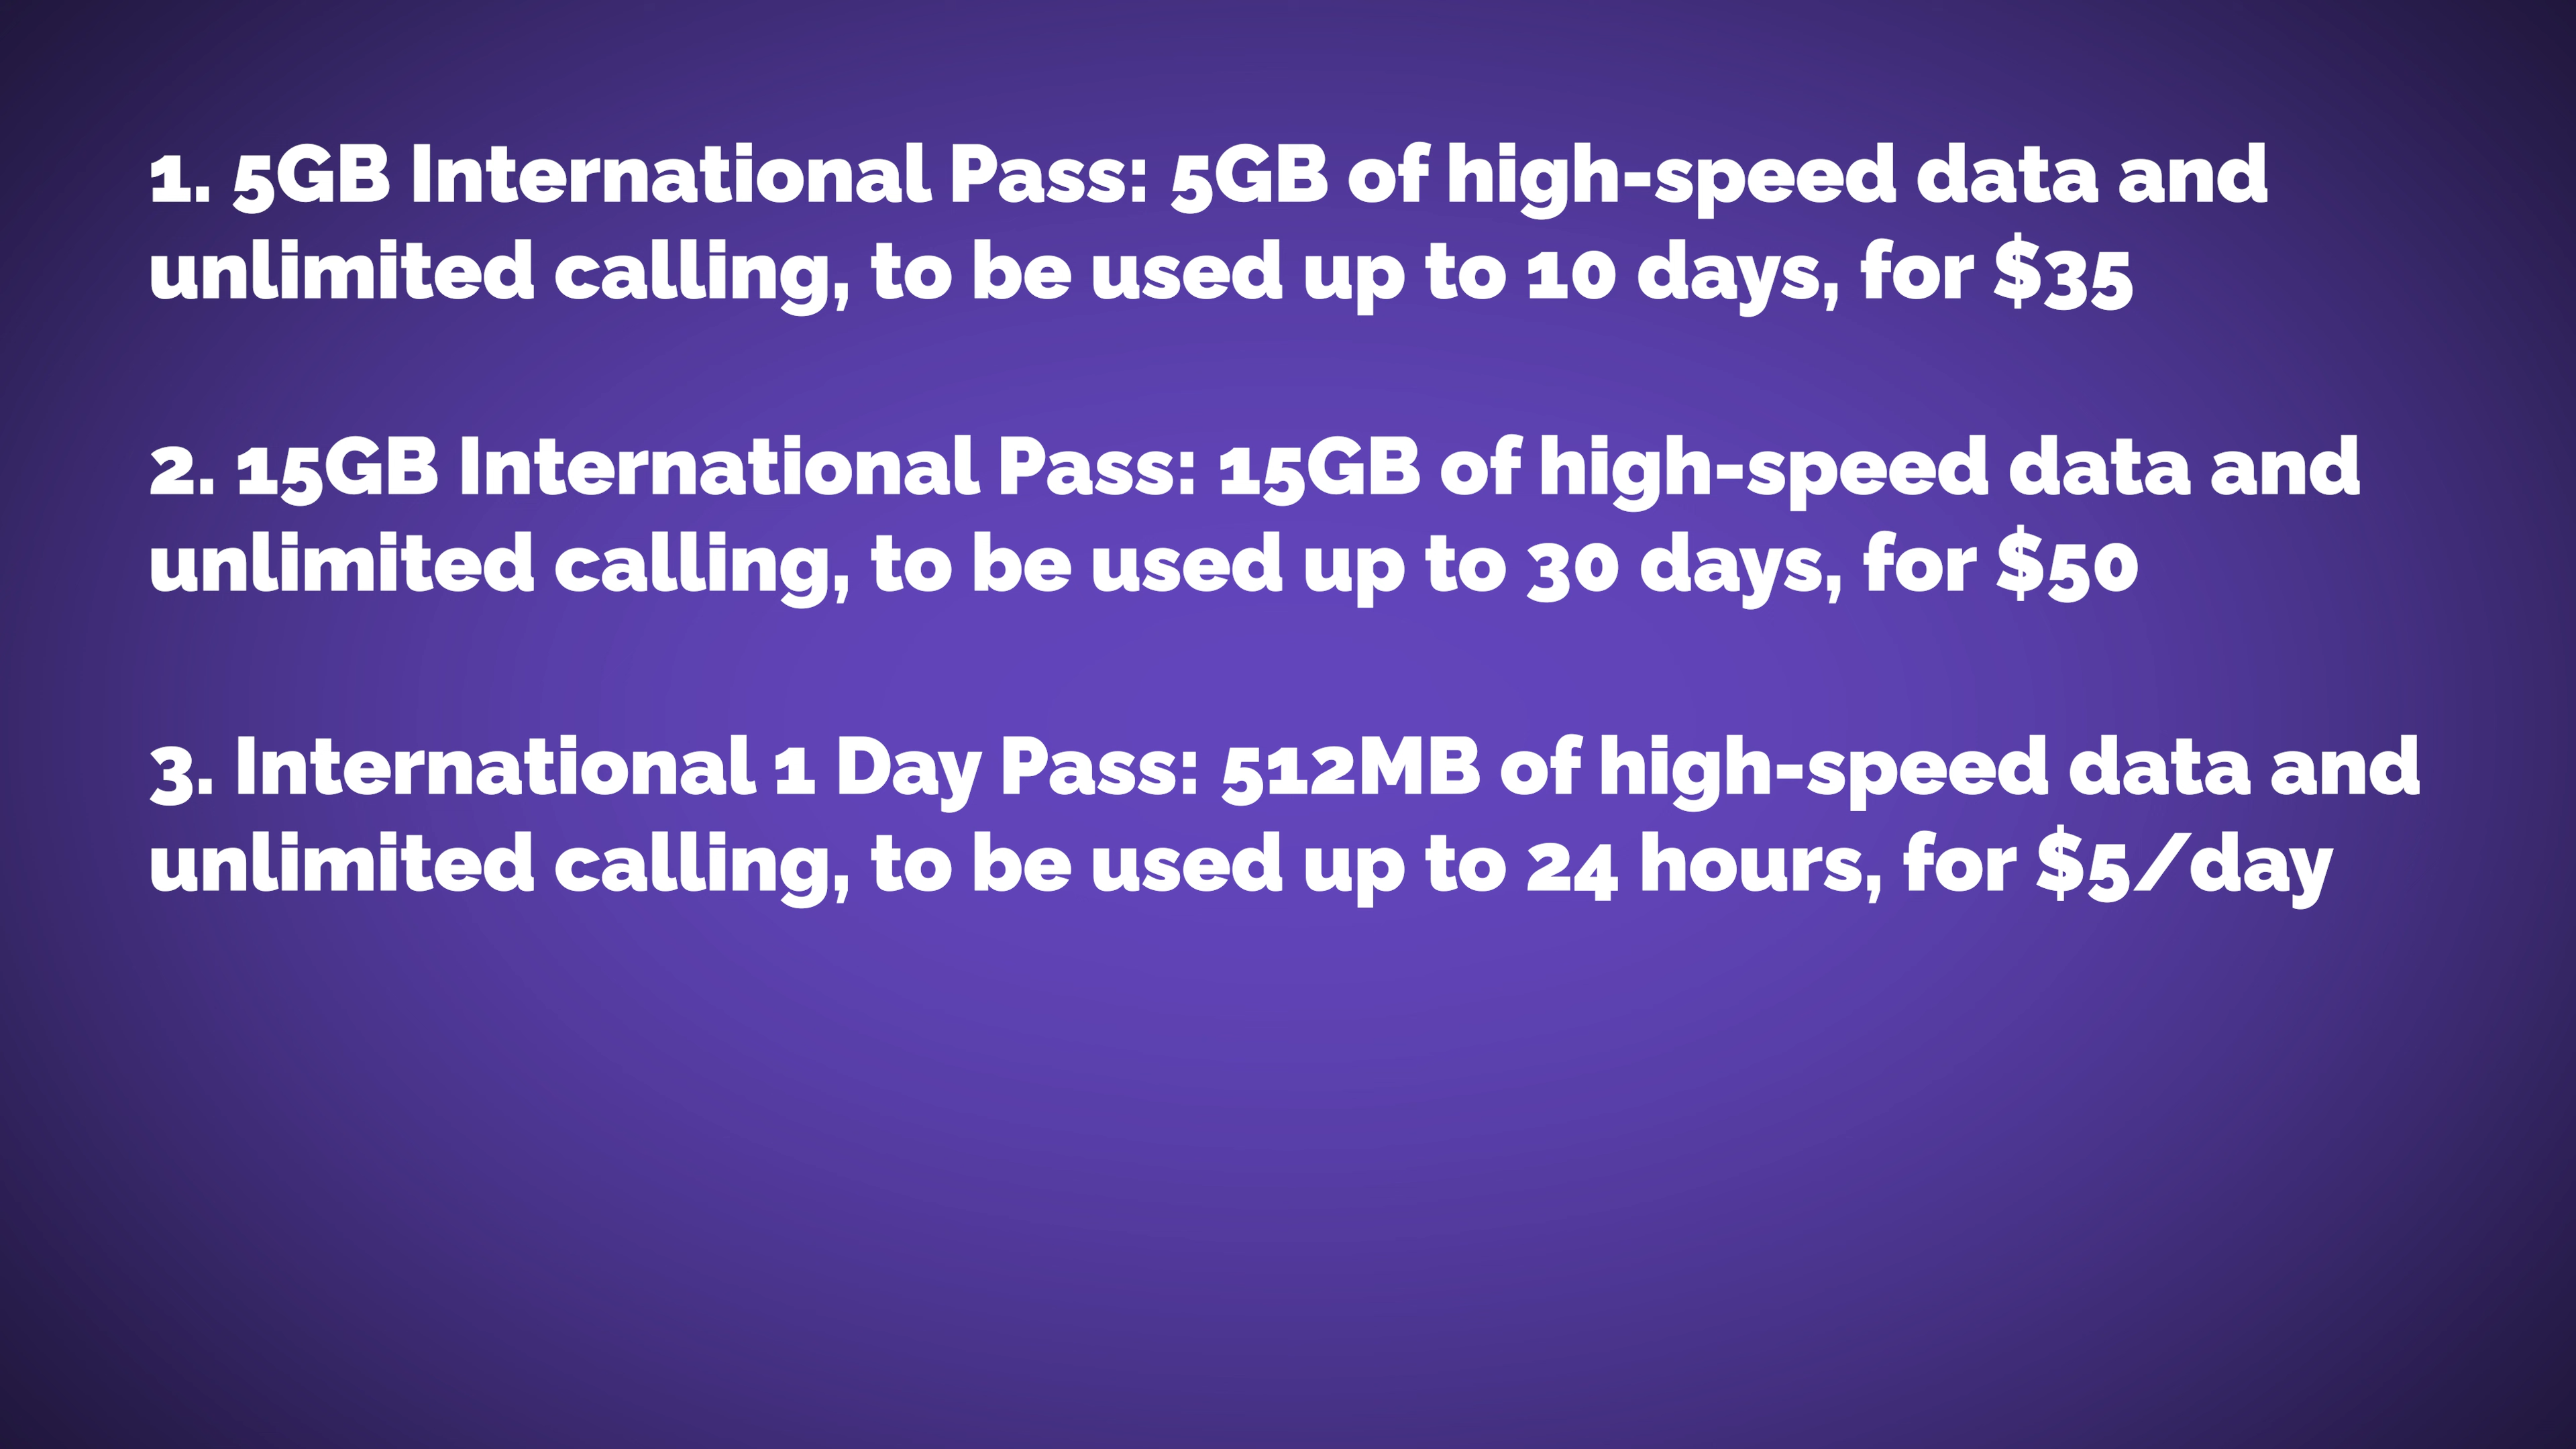 1. 5GB International Pass: 5GB of high-speed data and
unlimited calling, to be used up to 10 days, for $35
2. 15GB International Pass: 15GB of high-speed data and
unlimited calling, to be used up to 30 days, for $50
3. International 1 Day Pass: 512MB of high-speed data and
unlimited calling, to be used up to 24 hours, for $5/day